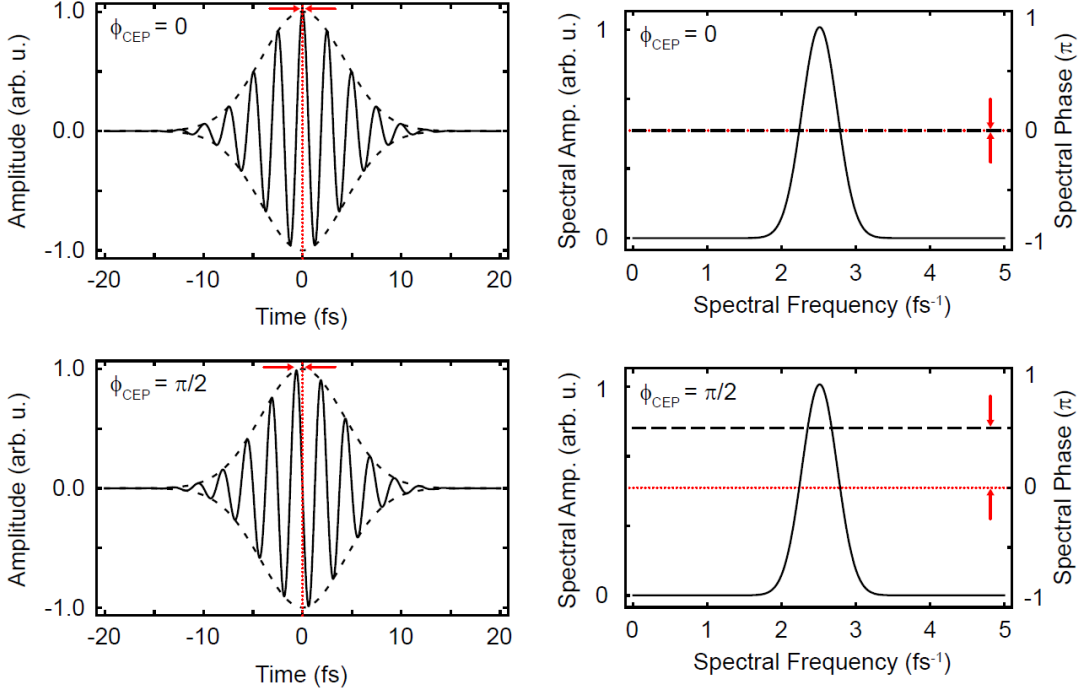 ϕCEP = 0
Amplitude (arb. u.)
1.0
0.0
-1.0
-20 -10 0 10 20
Time (fs)
ϕCEP = 0
Spectral Amp. (arb. u.)
1
0
Spectral Phase (π)
1
0
-1
0 1 2 3 4 5
Spectral Frequency (fs-1)
ϕCEP = π/2
Amplitude (arb. u.)
1.0
0.0
-1.0
-20 -10 0 10 20
Time (fs)
ϕCEP = π/2
Spectral Amp. (arb. u.)
1
0
Spectral Phase (π)
1
0
-1
0 1 2 3 4 5
Spectral Frequency (fs-1)